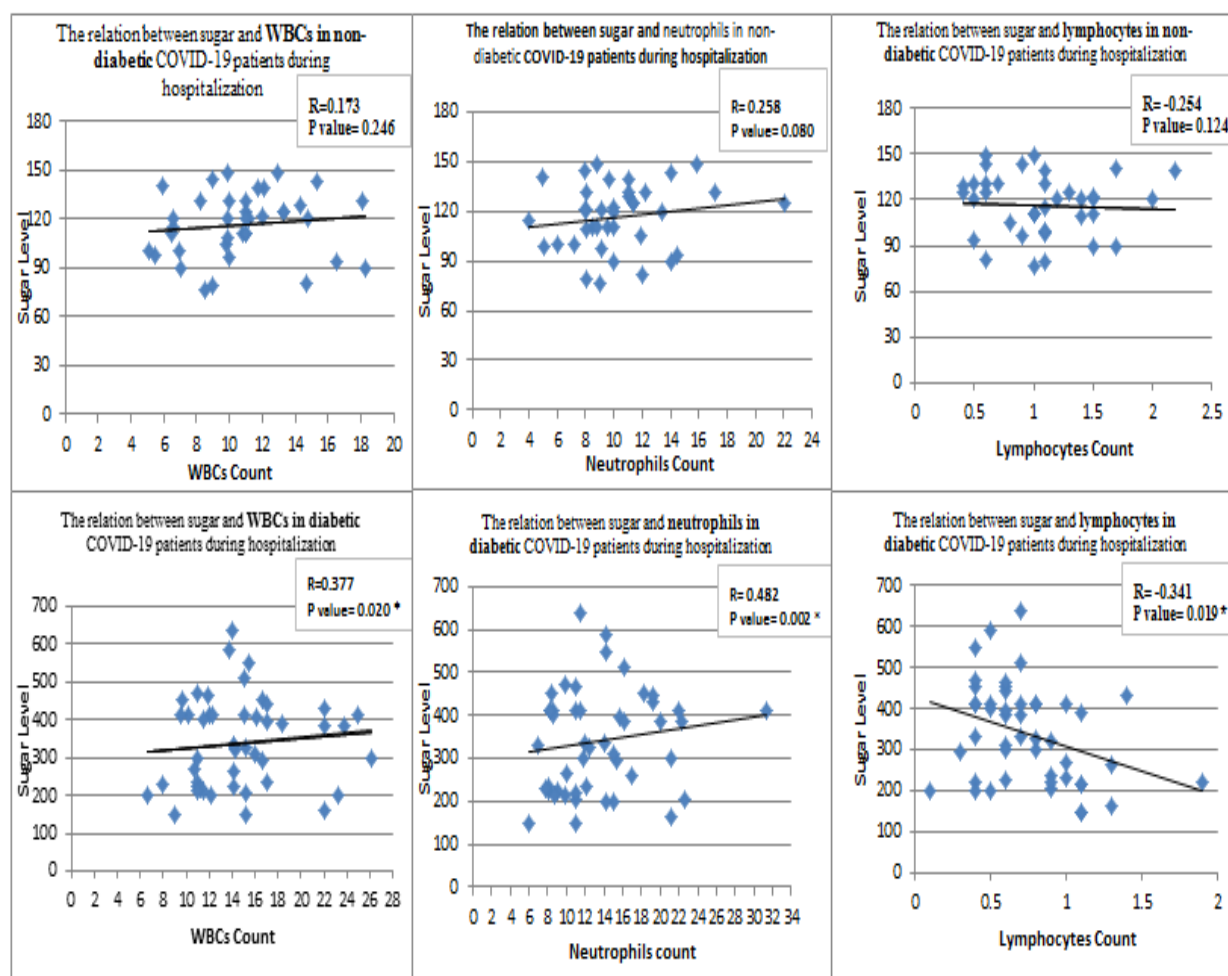 The relation between sugar and WBCs in non-
diabetic COVID-19 patients during
hospitalization
R=0.173
P value= 0.246
180
150
120
90
60
30
0
Sugar Level
0 2 4 6 8 10 12 14 16 18 20
WBCs Count
The relation between sugar and neutrophils in non-
diabetic COVID-19 patients during hospitalization
R= 0.258
P value= 0.080
180
150
120
90
60
30
0
Sugar Level
0 2 4 6 8 10 12 14 16 18 20 22 24
Neutrophils Count
The relation between sugar and lymphocytes in non-
diabetic COVID-19 patients during hospitalization
R= -0.254
P value= 0.124
180
150
120
90
60
30
0
Sugar Level
0 0.5 1 1.5 2 2.5
Lymphocytes Count
The relation between sugar and WBCs in diabetic
COVID-19 patients during hospitalization
R=0.377
P value= 0.020 *
700
600
500
400
300
200
100
0
Sugar Level
0 2 4 6 8 10 12 14 16 18 20 22 24 26 28
WBCs Count
The relation between sugar and neutrophils in
diabetic COVID-19 patients during hospitalization
R= 0.482
P value= 0.002 *
700
600
500
400
300
200
100
0
Sugar Level
0 2 4 6 8 10 12 14 16 18 20 22 24 26 28 30 32 34
Neutrophils count
The relation between sugar and lymphocytes in
diabetic COVID-19 patients during hospitalization
R= -0.341
P value= 0.019*
700
600
500
400
300
200
100
0
Sugar Level
0 0.5 1 1.5 2
Lymphocytes Count